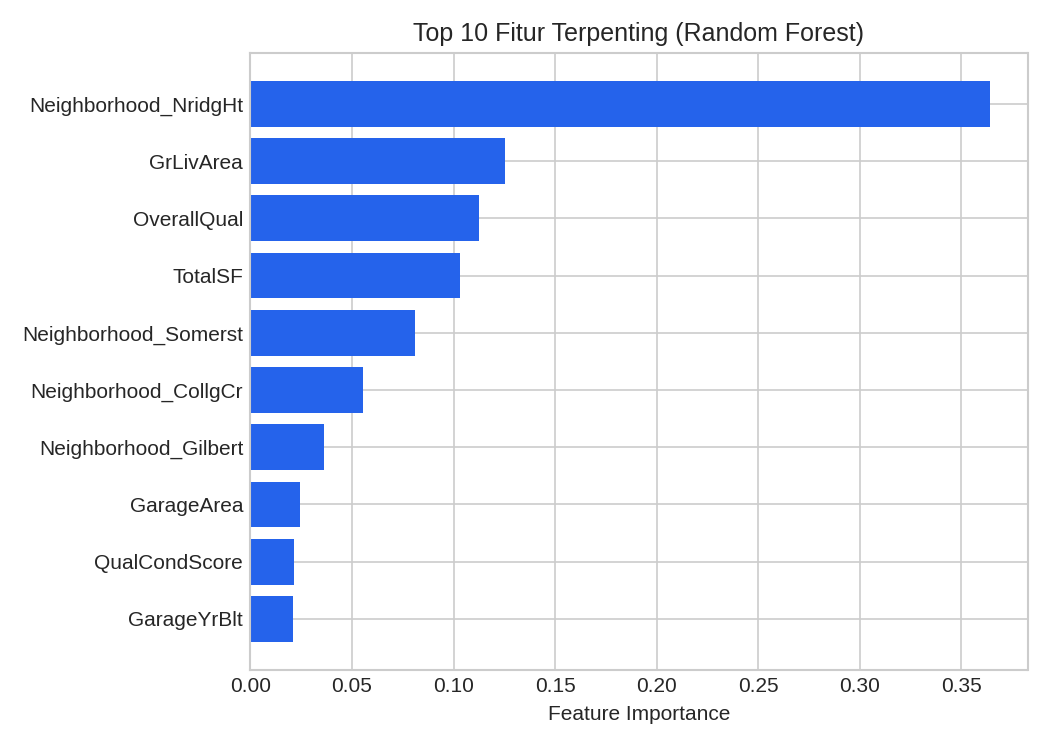 Top 10 Fitur Terpenting (Random Forest)
Neighborhood_NridgHt
GrLivArea
OverallQual
TotalSF
Neighborhood_Somerst
Neighborhood_CollgCr
Neighborhood_Gilbert
GarageArea
QualCondScore
GarageYrBlt
0.00 0.05 0.10 0.15 0.20 0.25 0.30 0.35
Feature Importance